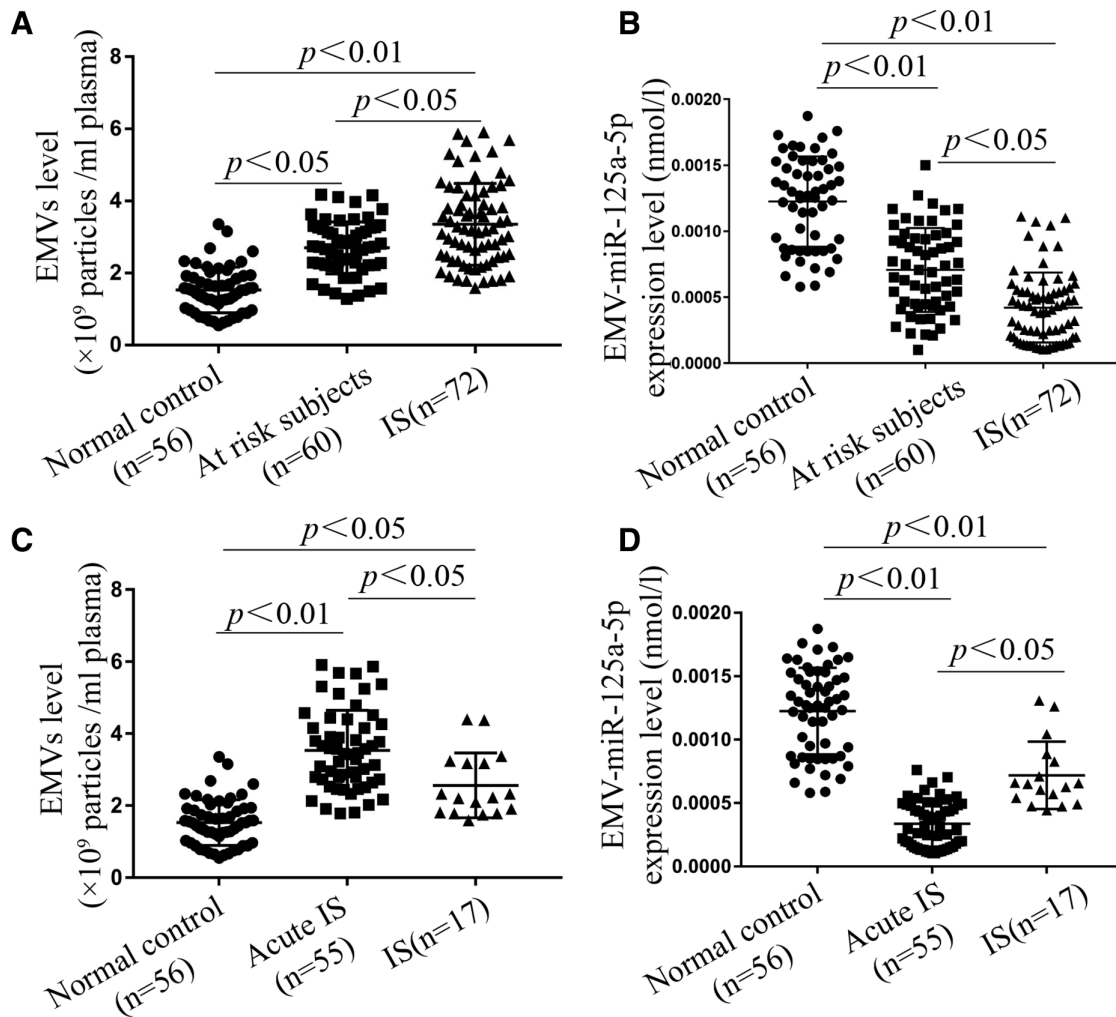 A
EMVs level
(×10⁹ particles /ml plasma)
8
6
4
2
0
p<0.01
p<0.05
p<0.05
Normal control
(n=56)
At risk subjects
(n=60)
IS(n=72)
B
EMV-miR-125a-5p
expression level (nmol/l)
0.0020
0.0015
0.0010
0.0005
0.0000
p<0.01
p<0.01
p<0.05
Normal control
(n=56)
At risk subjects
(n=60)
IS(n=72)
C
EMVs level
(×10⁹ particles /ml plasma)
8
6
4
2
0
p<0.05
p<0.05
p<0.01
Normal control
(n=56)
Acute IS
(n=55)
IS(n=17)
D
EMV-miR-125a-5p
expression level (nmol/l)
0.0020
0.0015
0.0010
0.0005
0.0000
p<0.01
p<0.01
p<0.05
Normal control
(n=56)
Acute IS
(n=55)
IS(n=17)